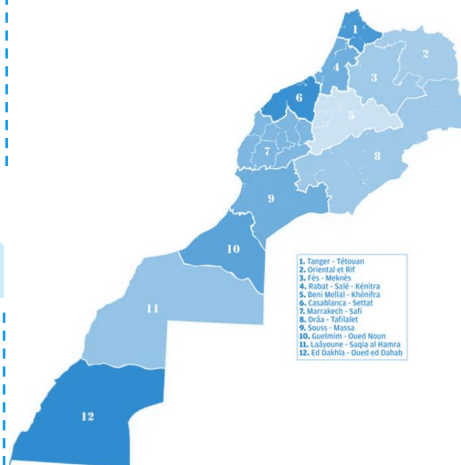 1
2
3
4
5
6
7
8
9
10
11
12
1. Tanger - Tétouan
2. Oriental et Rif
3. Fès - Meknès
4. Rabat - Salé - Kénitra
5. Beni Mellal - Khénifra
6. Casablanca - Settat
7. Marrakech - Safi
8. Drâa - Tafilalet
9. Souss - Massa
10. Guelmim - Oued Noun
11. Laâyoune - Saqia al Hamra
12. Ed Dakhla - Oued ed Dahab